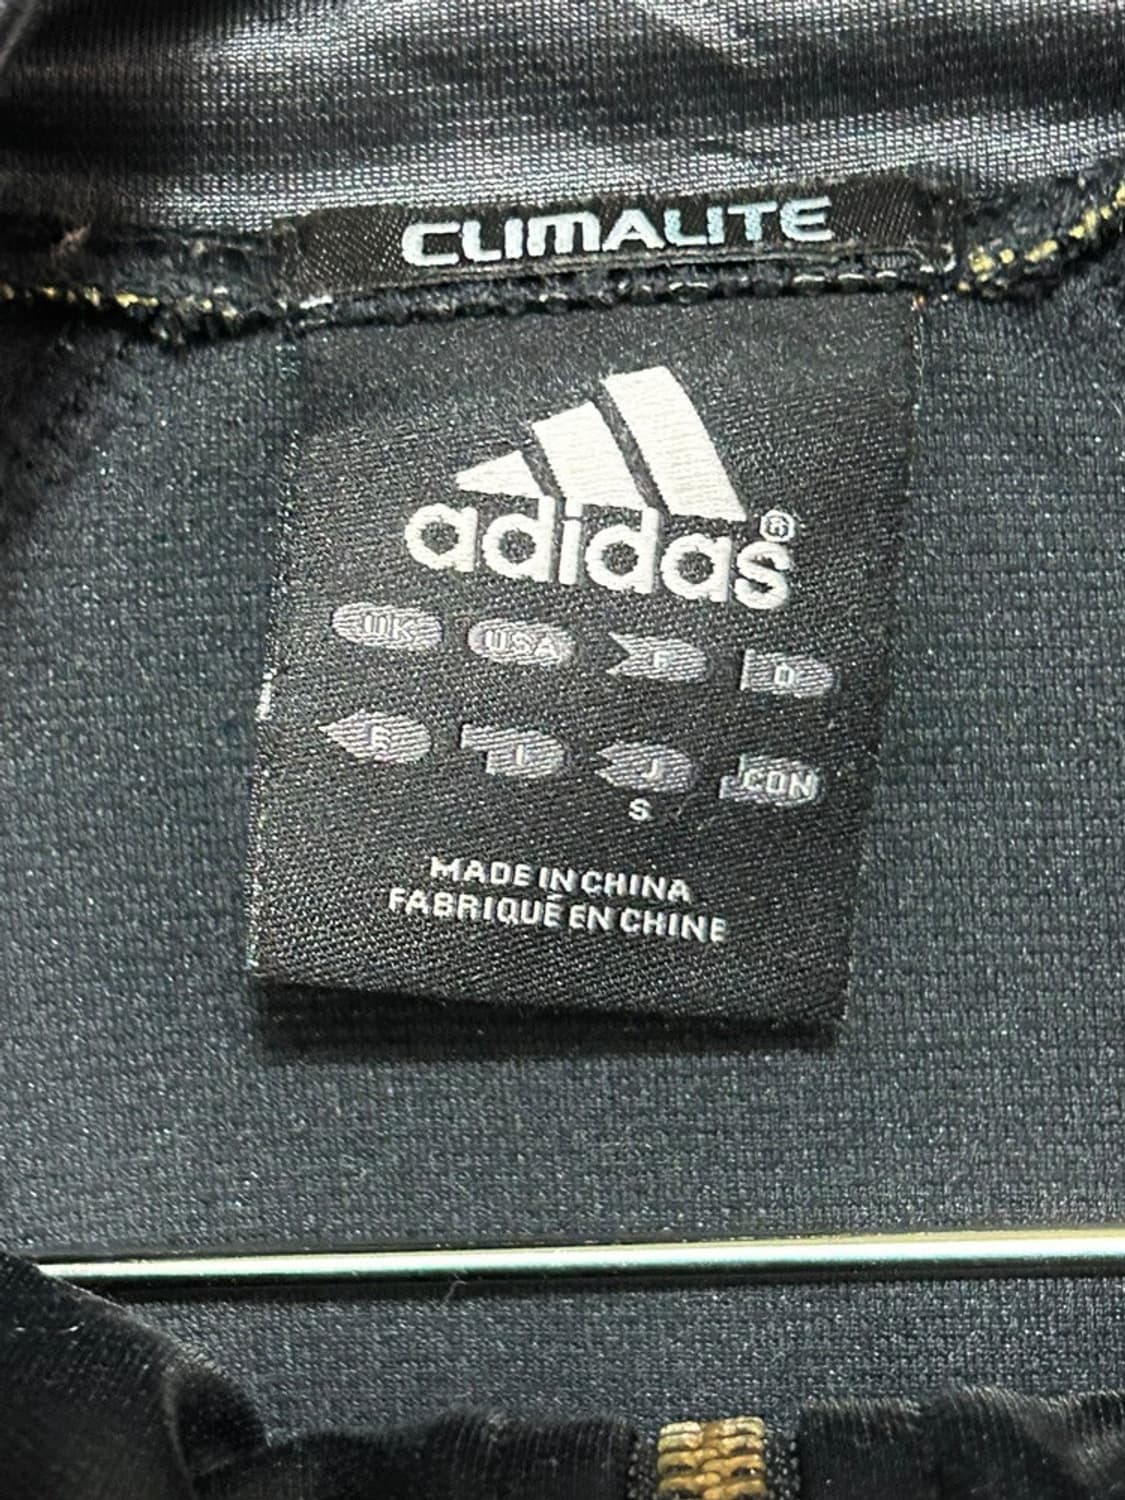 CLIMALITE
adidas®
UK USA F D
E I J CON
S
MADE IN CHINA
FABRIQUÉ EN CHINE